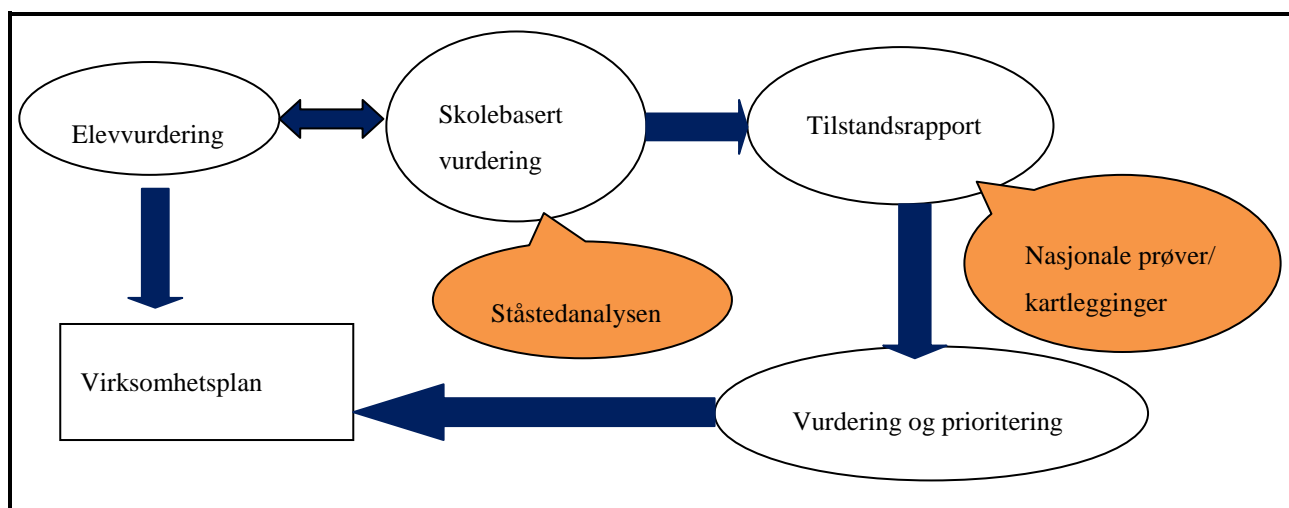 Elevvurdering
Skolebasert
vurdering
Tilstandsrapport
Ståstedanalysen
Nasjonale prøver/
kartlegginger
Virksomhetsplan
Vurdering og prioritering